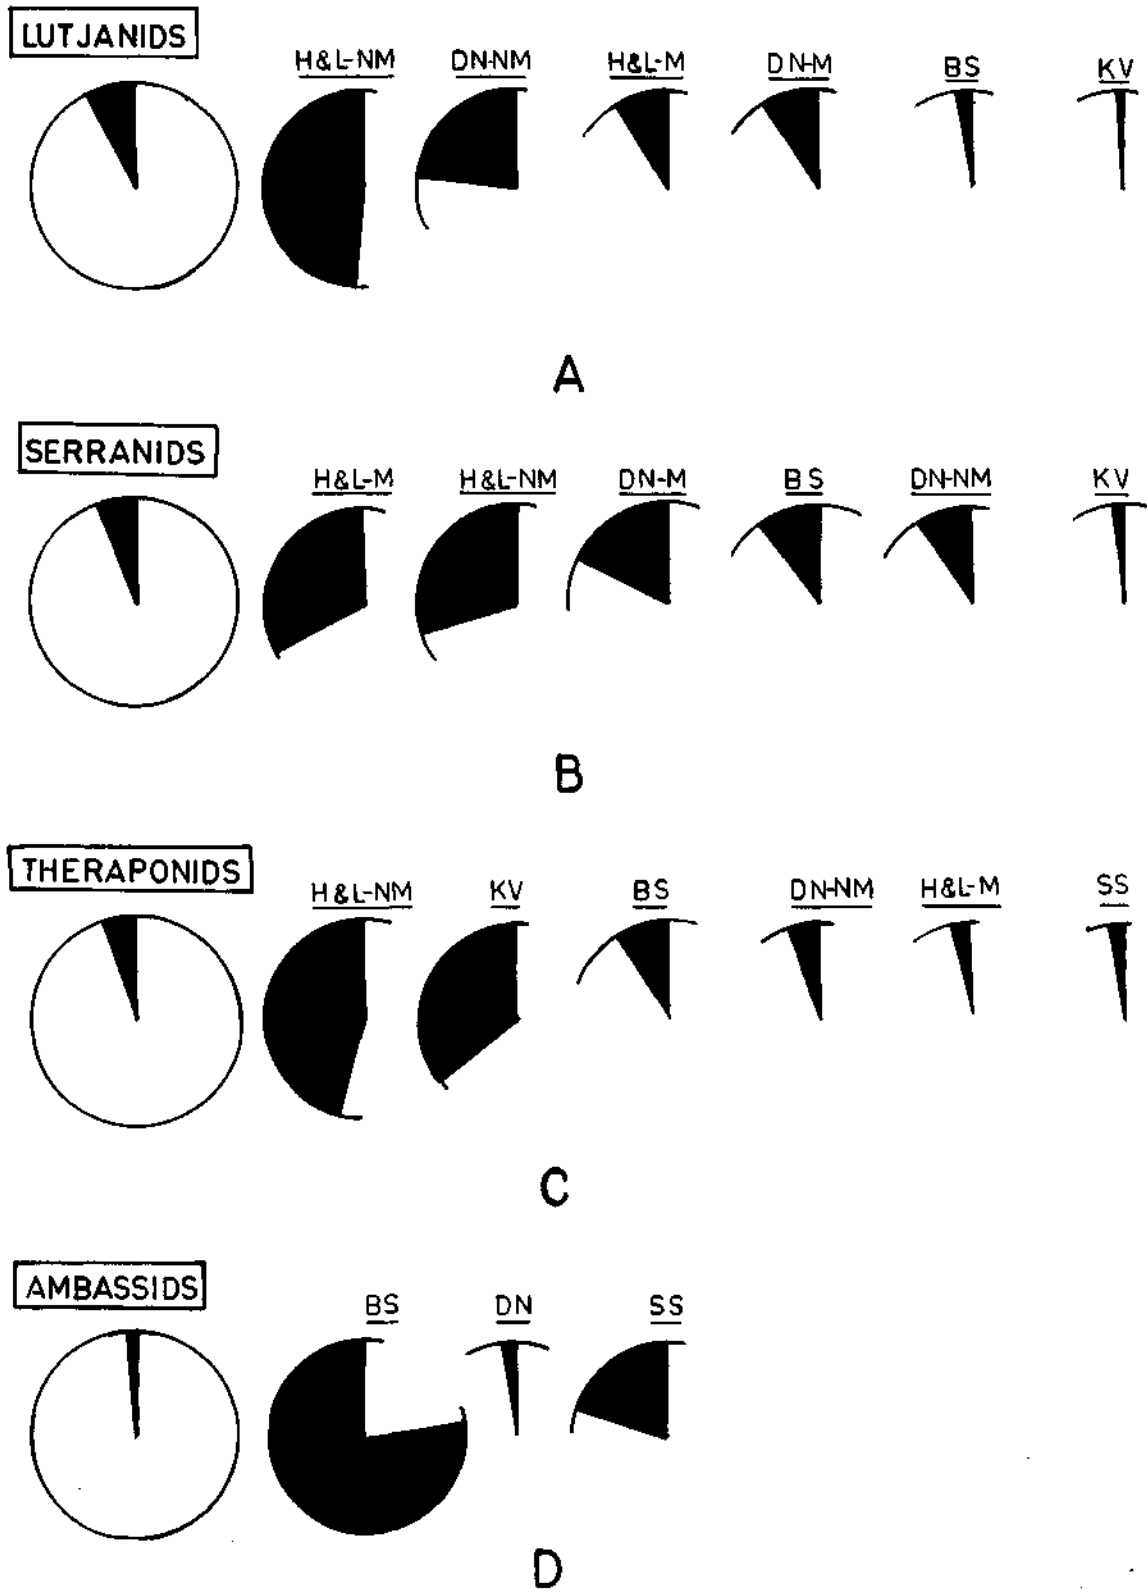 LUTJANIDS
H&L-NM DN-NM H&L-M DN-M BS KV
A
SERRANIDS
H&L-M H&L-NM DN-M BS DN-NM KV
B
THERAPONIDS
H&L-NM KV BS DN-NM H&L-M SS
C
AMBASSIDS
BS DN SS
D